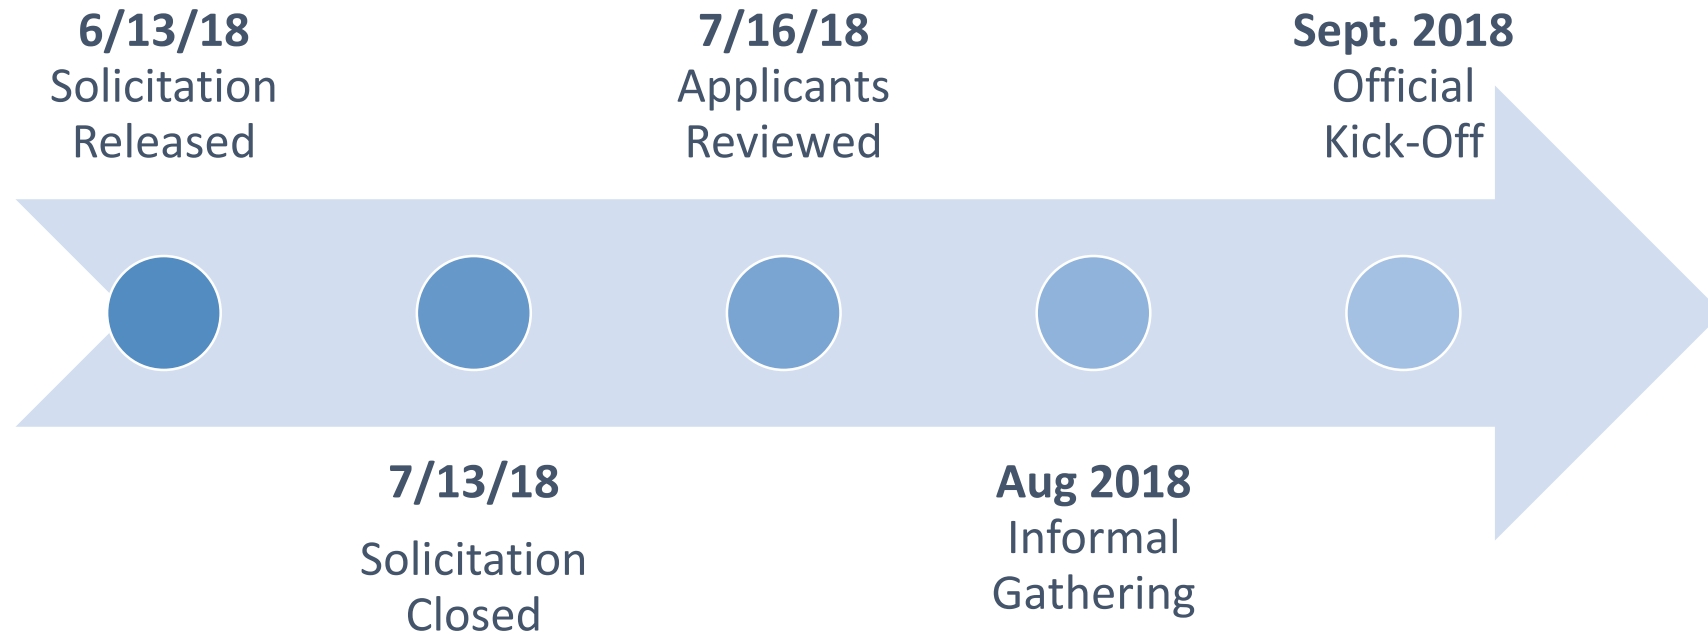 6/13/18
Solicitation
Released
7/13/18
Solicitation
Closed
7/16/18
Applicants
Reviewed
Aug 2018
Informal
Gathering
Sept. 2018
Official
Kick-Off